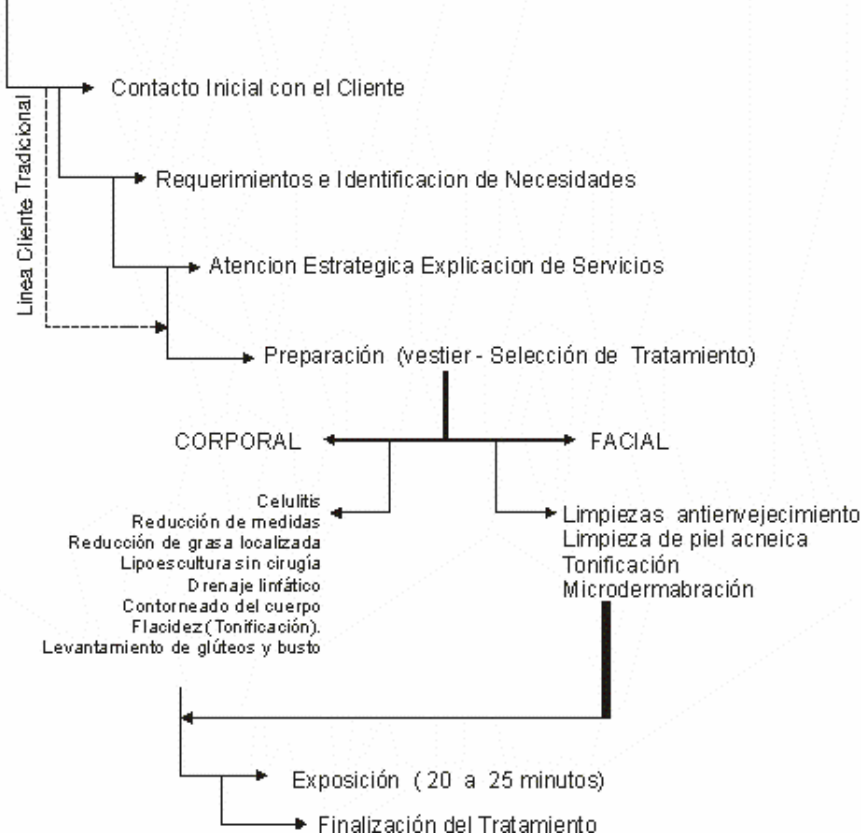 Contacto Inicial con el Cliente
Linea Cliente Tradicional
Requerimientos e Identificacion de Necesidades
Atencion Estrategica Explicacion de Servicios
Preparación (vestier - Selección de Tratamiento)
CORPORAL
FACIAL
Celulitis
Reducción de medidas
Reducción de grasa localizada
Lipoescultura sin cirugía
Drenaje linfático
Contorneado del cuerpo
Flacidez (Tonificación).
Levantamiento de glúteos y busto
Limpiezas antienvejecimiento
Limpieza de piel acneica
Tonificación
Microdermabración
Exposición ( 20 a 25 minutos)
Finalización del Tratamiento